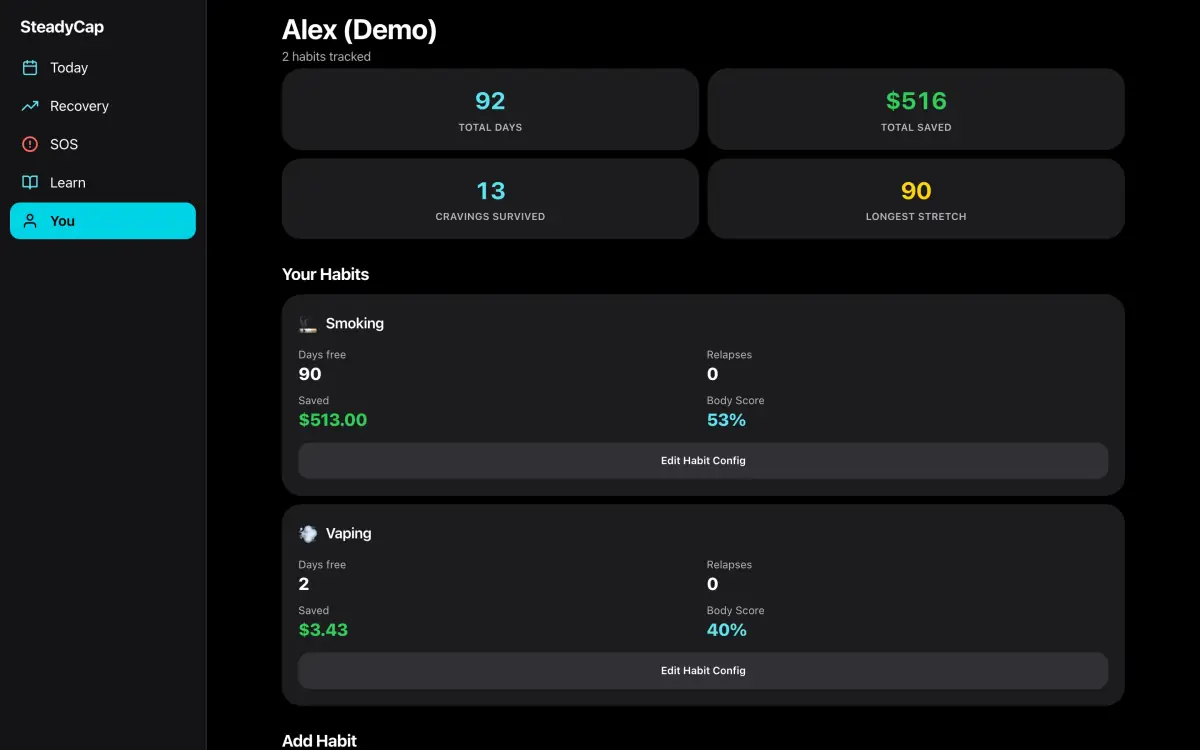 SteadyCap
Today
Recovery
SOS
Learn
You
Alex (Demo)
2 habits tracked
92
TOTAL DAYS
$516
TOTAL SAVED
13
CRAVINGS SURVIVED
90
LONGEST STRETCH
Your Habits
Smoking
Days free
90
Relapses
0
Saved
$513.00
Body Score
53%
Edit Habit Config
Vaping
Days free
2
Relapses
0
Saved
$3.43
Body Score
40%
Edit Habit Config
Add Habit